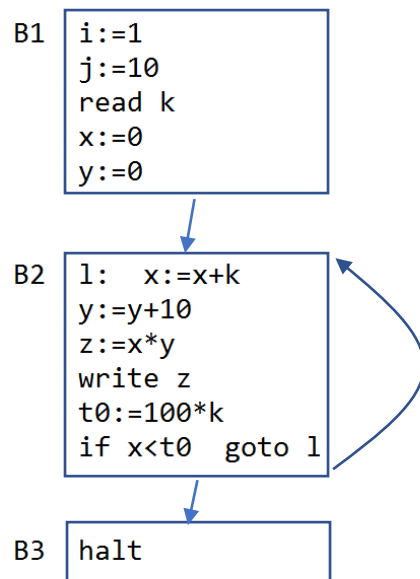 B1 i:=1
j:=10
read k
x:=0
y:=0
B2 l: x:=x+k
y:=y+10
z:=x*y
write z
t0:=100*k
if x<t0 goto l
B3 halt